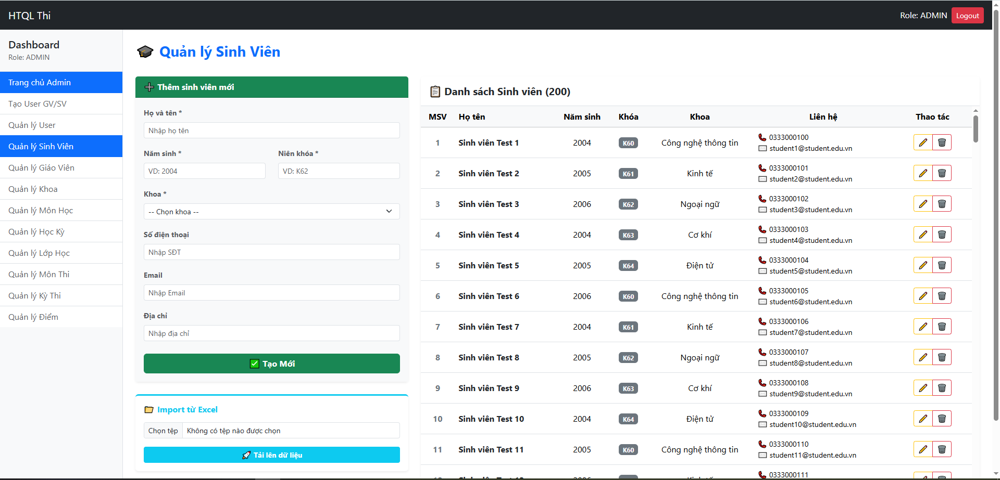 HTQL Thi
Role: ADMIN Logout
Dashboard
Role: ADMIN
Trang chủ Admin
Tạo User GV/SV
Quản lý User
Quản lý Sinh Viên
Quản lý Giáo Viên
Quản lý Khoa
Quản lý Môn Học
Quản lý Học Kỳ
Quản lý Lớp Học
Quản lý Môn Thi
Quản lý Kỳ Thi
Quản lý Điểm
Quản lý Sinh Viên
Thêm sinh viên mới
Họ và tên *
Nhập họ tên
Năm sinh * Niên khóa *
VD: 2004 VD: K62
Khoa *
-- Chọn khoa --
Số điện thoại
Nhập SĐT
Email
Nhập Email
Địa chỉ
Nhập địa chỉ
Tạo Mới
Import từ Excel
Chọn tệp Không có tệp nào được chọn
Tải lên dữ liệu
Danh sách Sinh viên (200)
MSV Họ tên Năm sinh Khóa Khoa Liên hệ Thao tác
1 Sinh viên Test 1 2004 K60 Công nghệ thông tin 0333000100
student1@student.edu.vn
2 Sinh viên Test 2 2005 K61 Kinh tế 0333000101
student2@student.edu.vn
3 Sinh viên Test 3 2006 K62 Ngoại ngữ 0333000102
student3@student.edu.vn
4 Sinh viên Test 4 2004 K63 Cơ khí 0333000103
student4@student.edu.vn
5 Sinh viên Test 5 2005 K64 Điện tử 0333000104
student5@student.edu.vn
6 Sinh viên Test 6 2006 K60 Công nghệ thông tin 0333000105
student6@student.edu.vn
7 Sinh viên Test 7 2004 K61 Kinh tế 0333000106
student7@student.edu.vn
8 Sinh viên Test 8 2005 K62 Ngoại ngữ 0333000107
student8@student.edu.vn
9 Sinh viên Test 9 2006 K63 Cơ khí 0333000108
student9@student.edu.vn
10 Sinh viên Test 10 2004 K64 Điện tử 0333000109
student10@student.edu.vn
11 Sinh viên Test 11 2005 K60 Công nghệ thông tin 0333000110
student11@student.edu.vn
0333000111